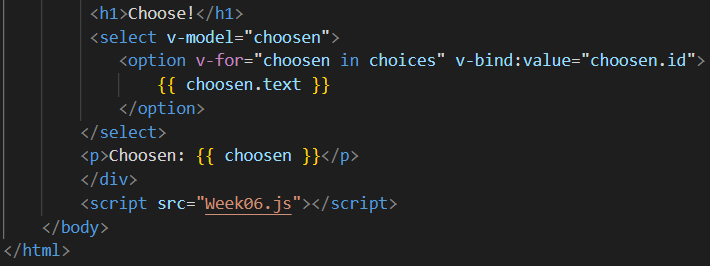 <h1>Choose!</h1>
<select v-model="choosen">
<option v-for="choosen in choices" v-bind:value="choosen.id">
{{ choosen.text }}
</option>
</select>
<p>Choosen: {{ choosen }}</p>
</div>
<script src="Week06.js"></script>
</body>
</html>